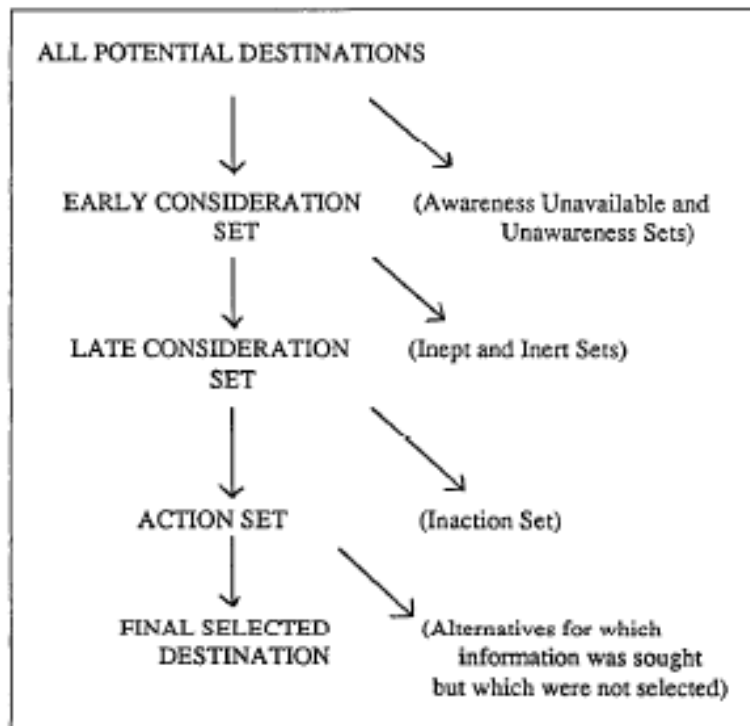 ALL POTENTIAL DESTINATIONS
EARLY CONSIDERATION
SET
(Awareness Unavailable and
Unawareness Sets)
LATE CONSIDERATION
SET
(Inept and Inert Sets)
ACTION SET
(Inaction Set)
FINAL SELECTED
DESTINATION
(Alternatives for which
information was sought
but which were not selected)